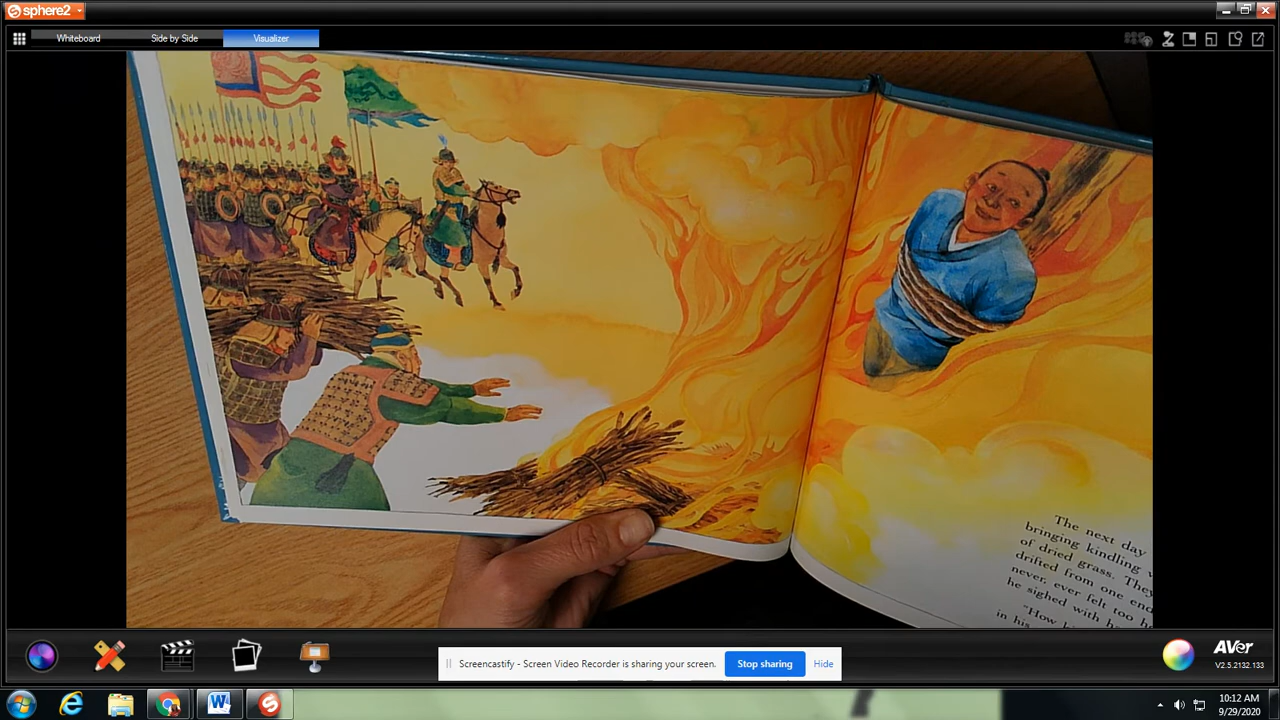 sphere2
Whiteboard
Side by Side
Visualizer
The next day
bringing kindling
of dried grass. They
drifted from one end
never, ever felt too
he sighed with
"How
in his
Screencastify - Screen Video Recorder is sharing your screen.
Stop sharing
Hide
AVer
V2.5.2132.133
10:12 AM
9/29/2020